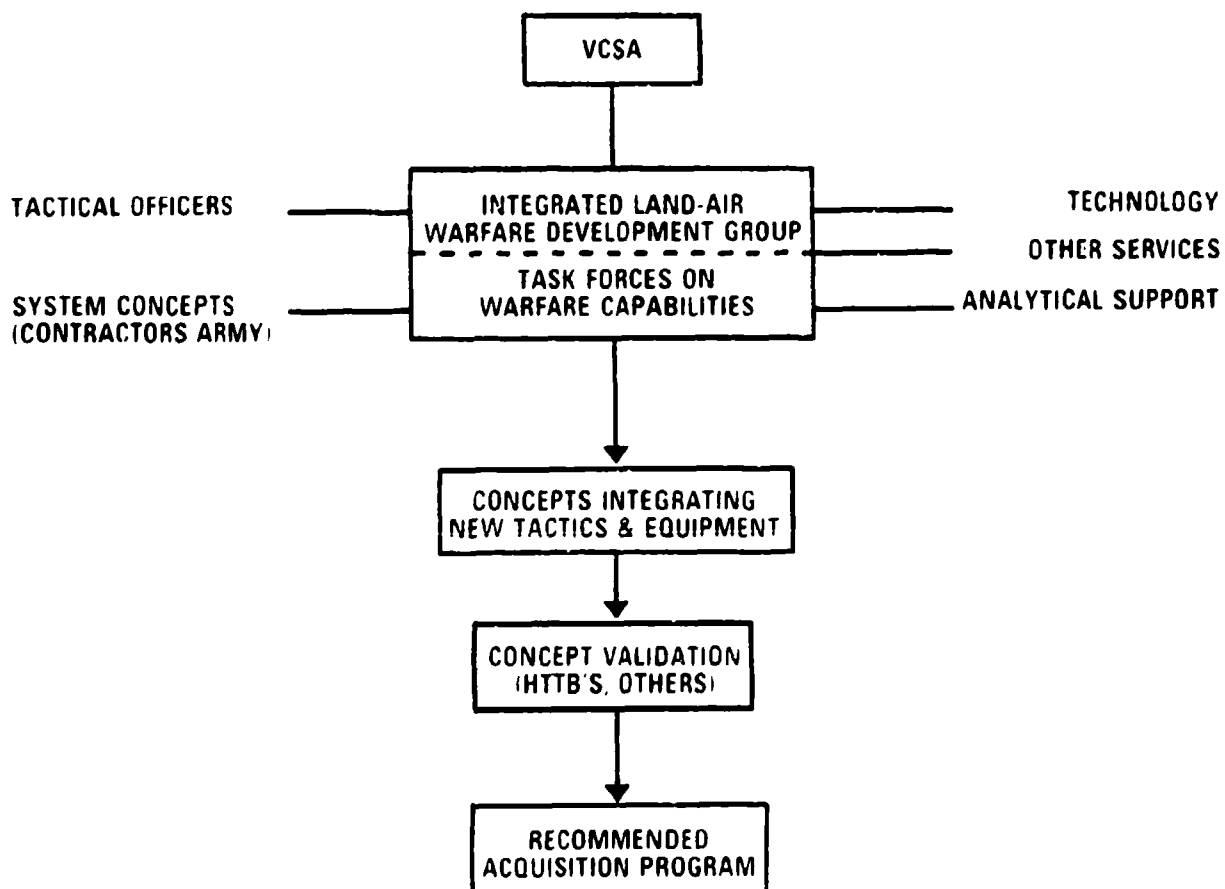 VCSA
TACTICAL OFFICERS
INTEGRATED LAND-AIR
WARFARE DEVELOPMENT GROUP
TECHNOLOGY
OTHER SERVICES
SYSTEM CONCEPTS
(CONTRACTORS ARMY)
TASK FORCES ON
WARFARE CAPABILITIES
ANALYTICAL SUPPORT
CONCEPTS INTEGRATING
NEW TACTICS & EQUIPMENT
CONCEPT VALIDATION
(HTTB'S, OTHERS)
RECOMMENDED
ACQUISITION PROGRAM